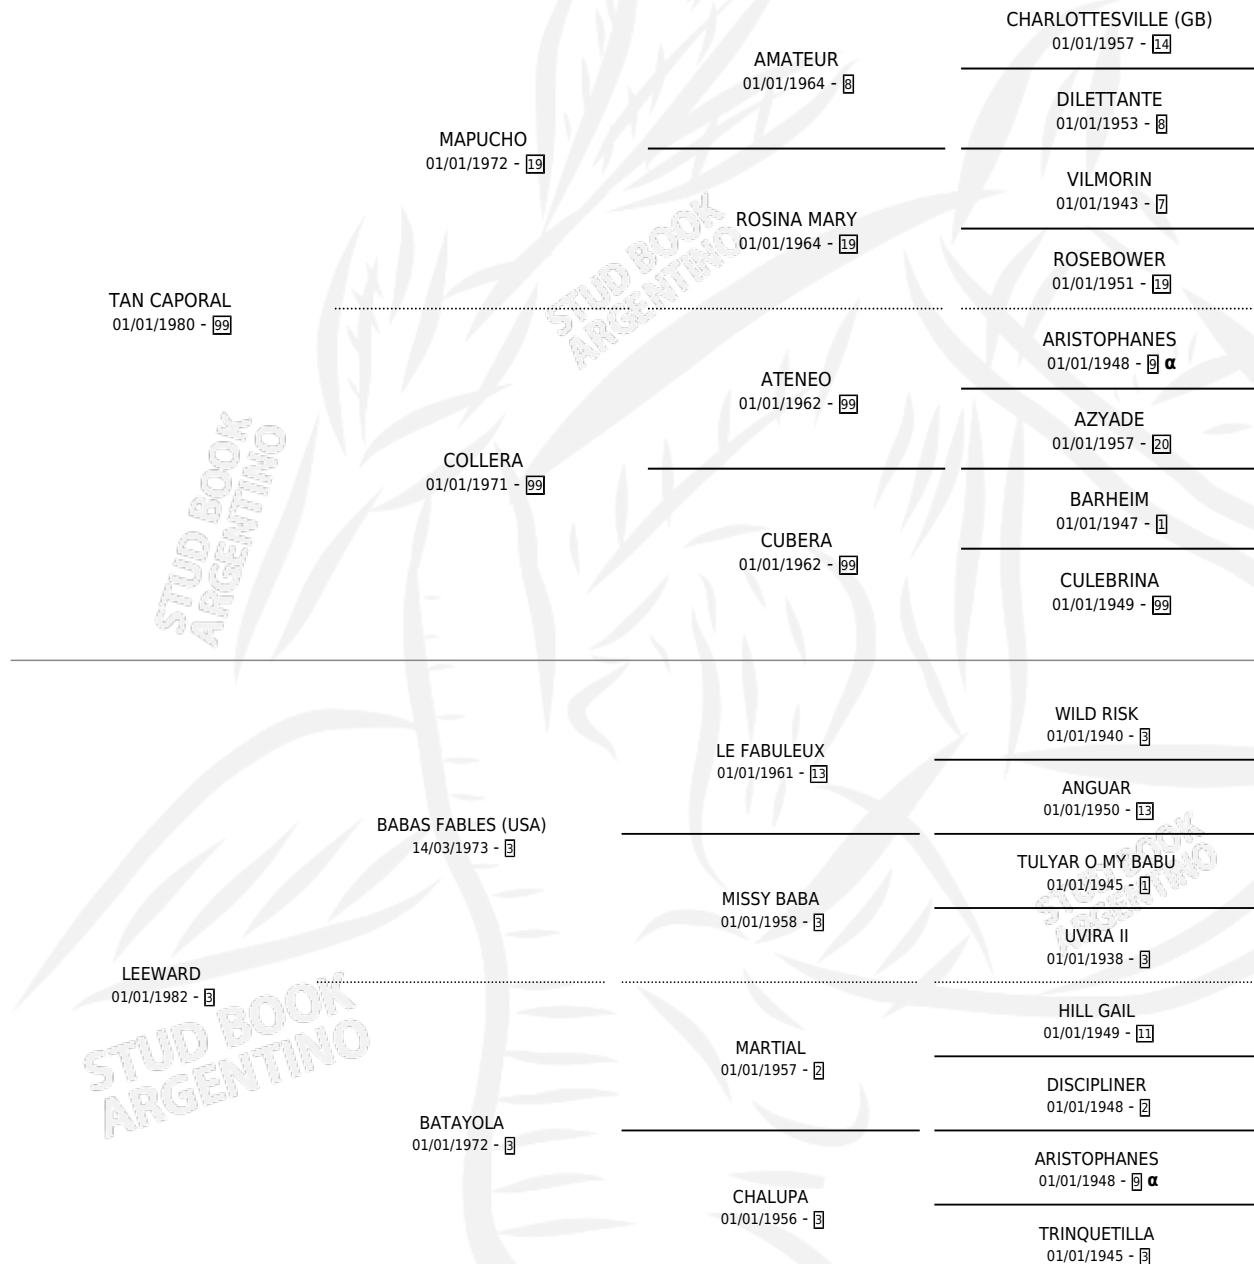 CHARLOTTESVILLE (GB)
01/01/1957 - 14
AMATEUR
01/01/1964 - 8
DILETTANTE
01/01/1953 - 8
MAPUCHO
01/01/1972 - 19
VILMORIN
01/01/1943 - 7
ROSINA MARY
01/01/1964 - 19
ROSEBOWER
01/01/1951 - 19
TAN CAPORAL
01/01/1980 - 99
ARISTOPHANES
01/01/1948 - 9 α
ATENEO
01/01/1962 - 99
AZYADE
01/01/1957 - 20
COLLERA
01/01/1971 - 99
BARHEIM
01/01/1947 - 1
CUBERA
01/01/1962 - 99
CULEBRINA
01/01/1949 - 99
WILD RISK
01/01/1940 - 3
LE FABULEUX
01/01/1961 - 13
ANGUAR
01/01/1950 - 13
BABAS FABLES (USA)
14/03/1973 - 3
TULYAR O MY BABU
01/01/1945 - 1
MISSY BABA
01/01/1958 - 3
UVIRA II
01/01/1938 - 3
LEEWARD
01/01/1982 - 3
HILL GAIL
01/01/1949 - 11
MARTIAL
01/01/1957 - 2
DISCIPLINER
01/01/1948 - 2
BATAYOLA
01/01/1972 - 3
ARISTOPHANES
01/01/1948 - 9 α
CHALUPA
01/01/1956 - 3
TRINQUETILLA
01/01/1945 - 3
STUD BOOK
ARGENTINO
STUD BOOK
ARGENTINO
STUD BOOK
ARGENTINO
STUD BOOK
ARGENTINO